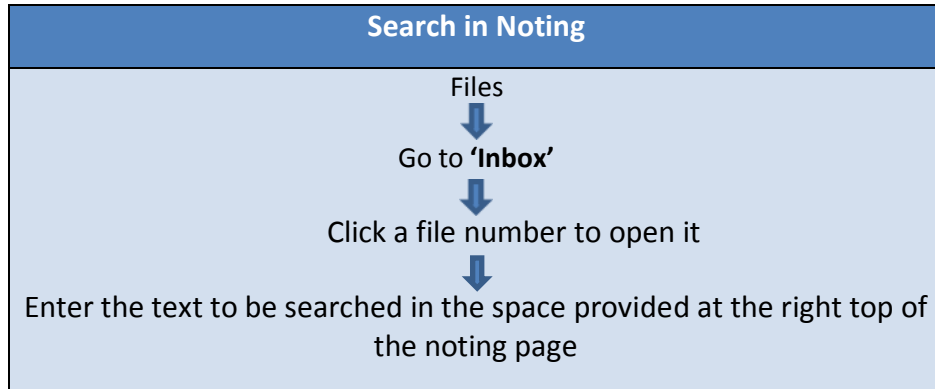 Search in Noting
Files
Go to ‘Inbox’
Click a file number to open it
Enter the text to be searched in the space provided at the right top of
the noting page